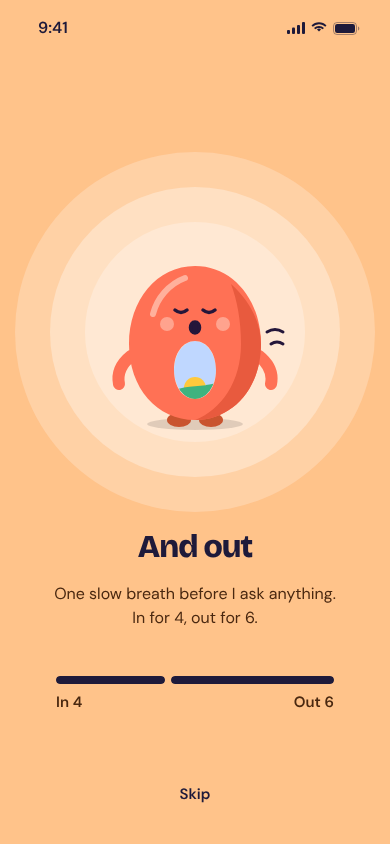 9:41
And out
One slow breath before I ask anything.
In for 4, out for 6.
In 4
Out 6
Skip